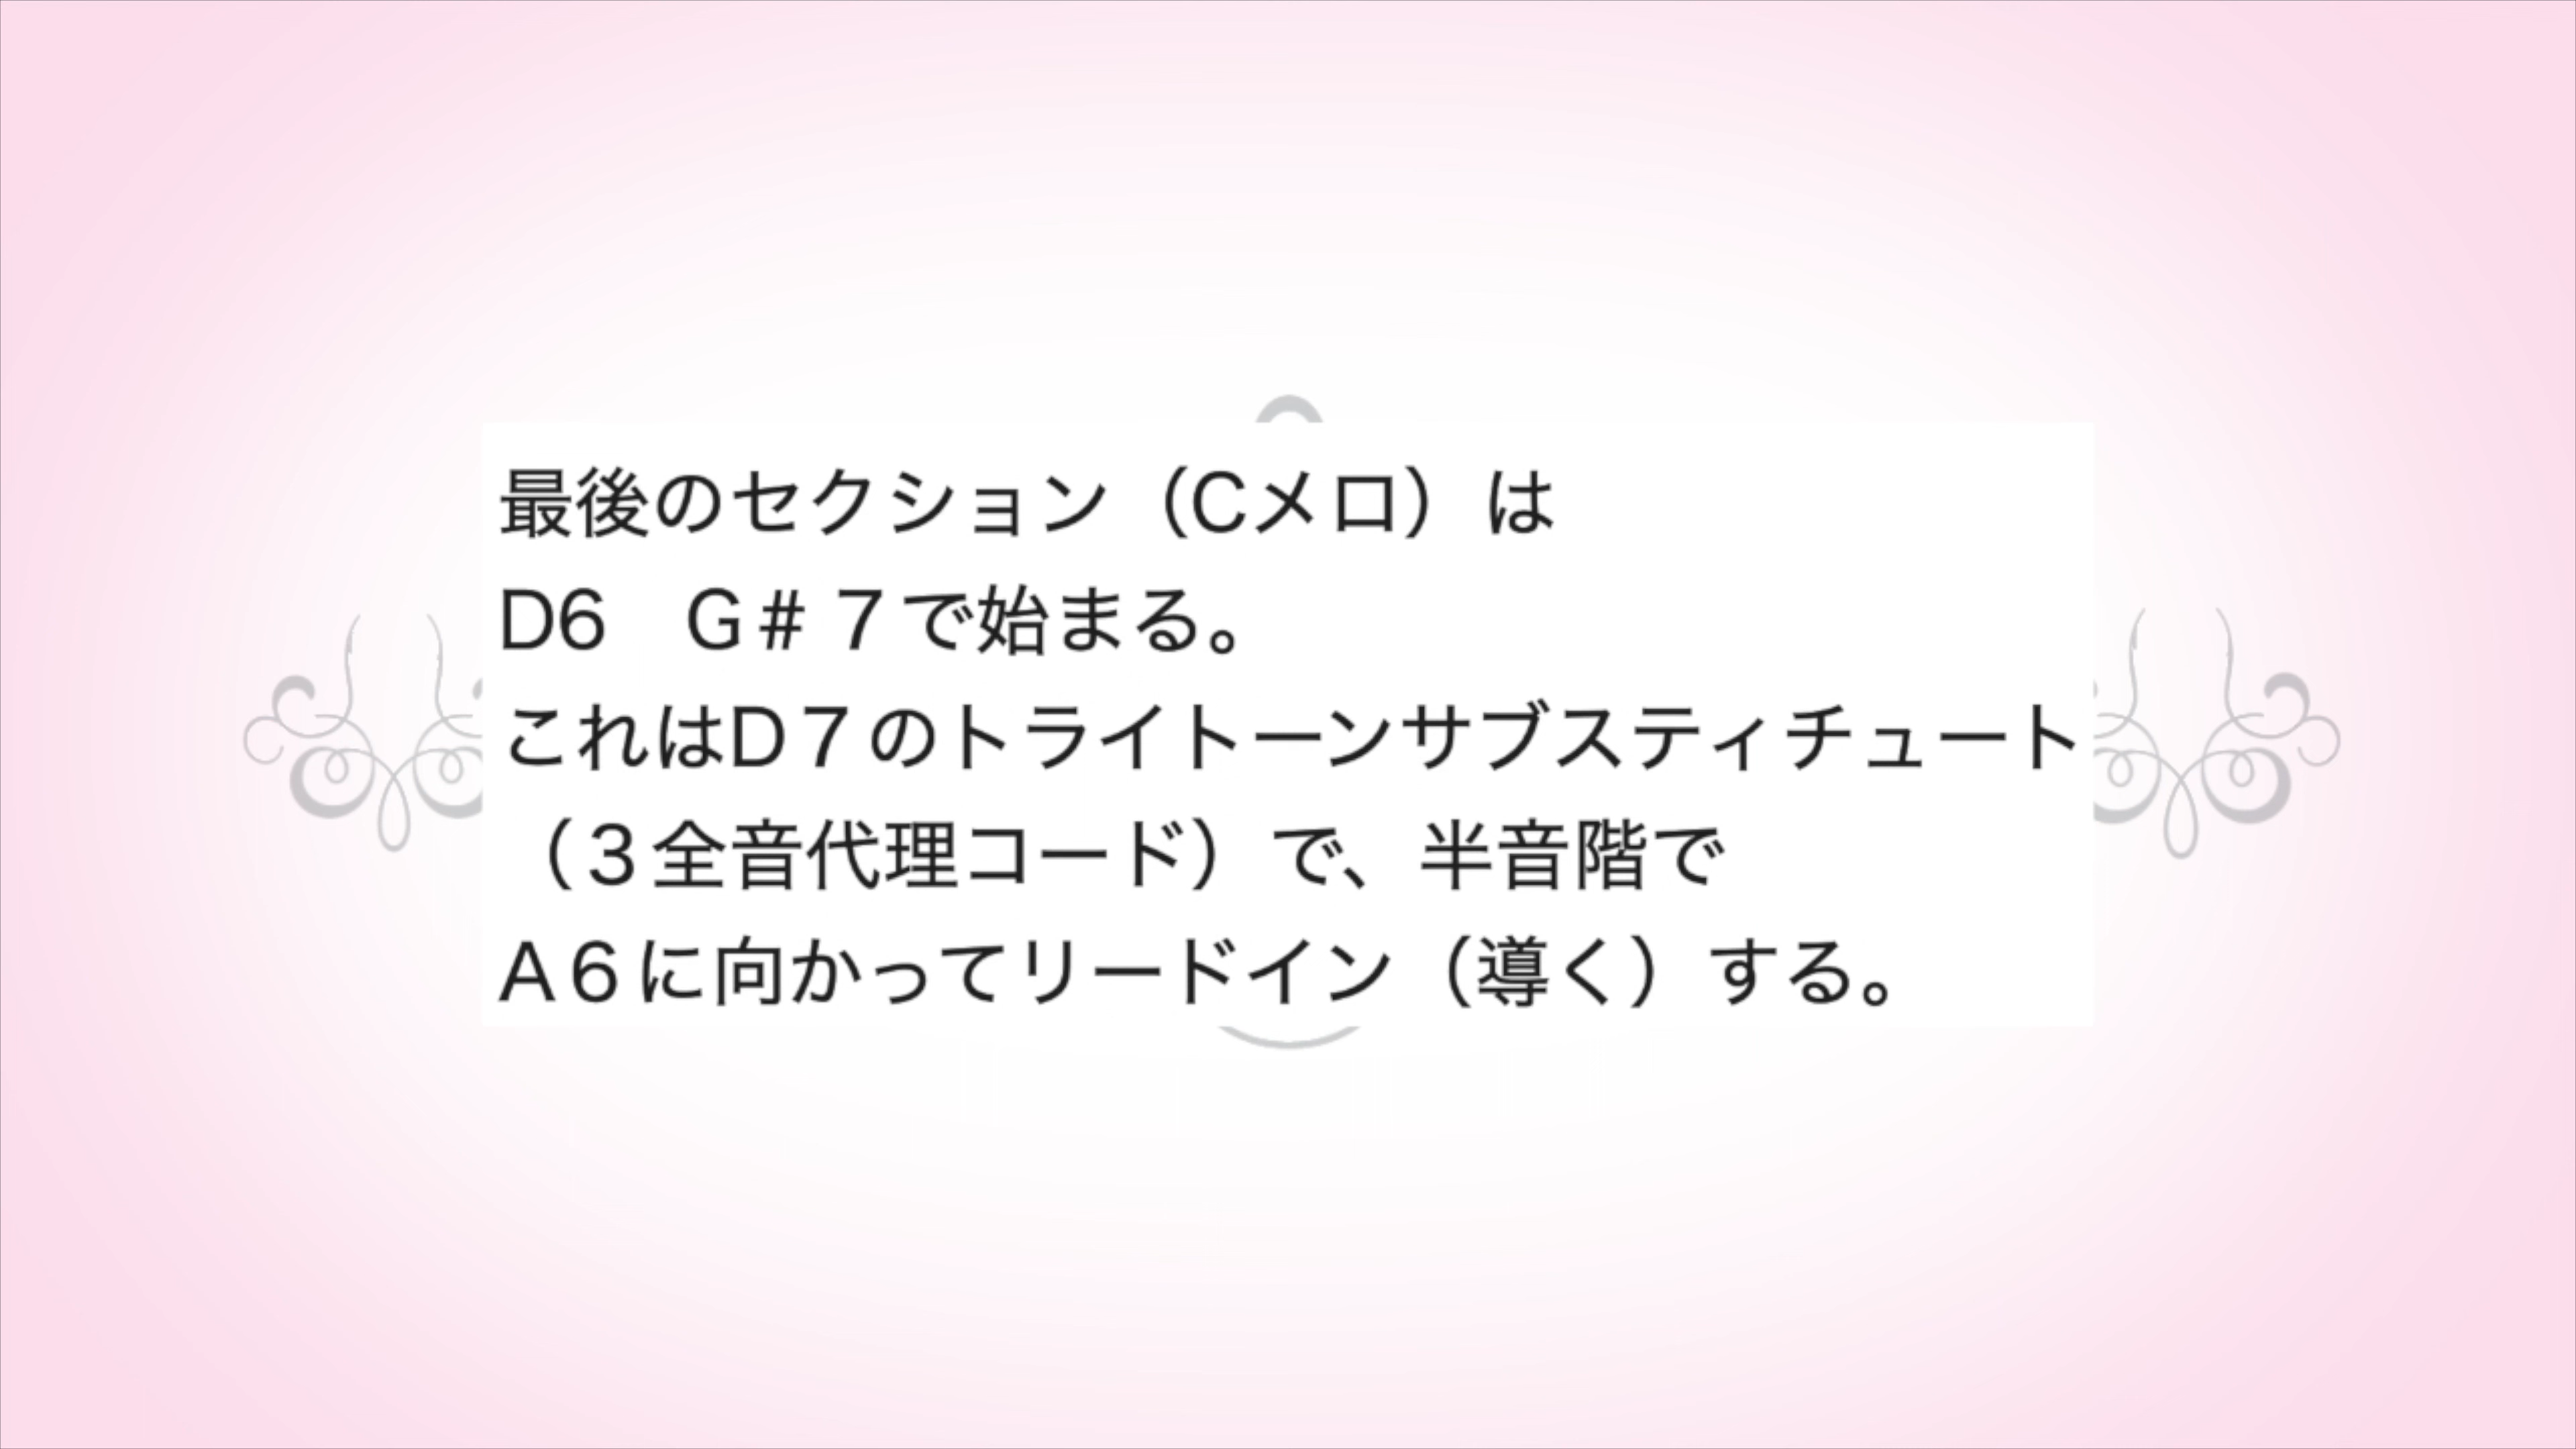 最後のセクション（Cメロ）は
D6　G＃７で始まる。
これはD７のトライトーンサブスティチュート
（３全音代理コード）で、半音階で
A６に向かってリードイン（導く）する。